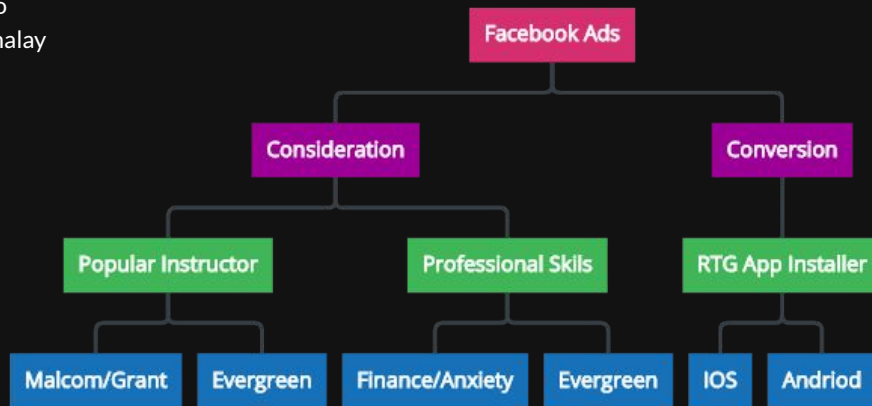 malay
Facebook Ads
Consideration
Conversion
Popular Instructor
Professional Skils
RTG App Installer
Malcom/Grant
Evergreen
Finance/Anxiety
Evergreen
IOS
Andriod